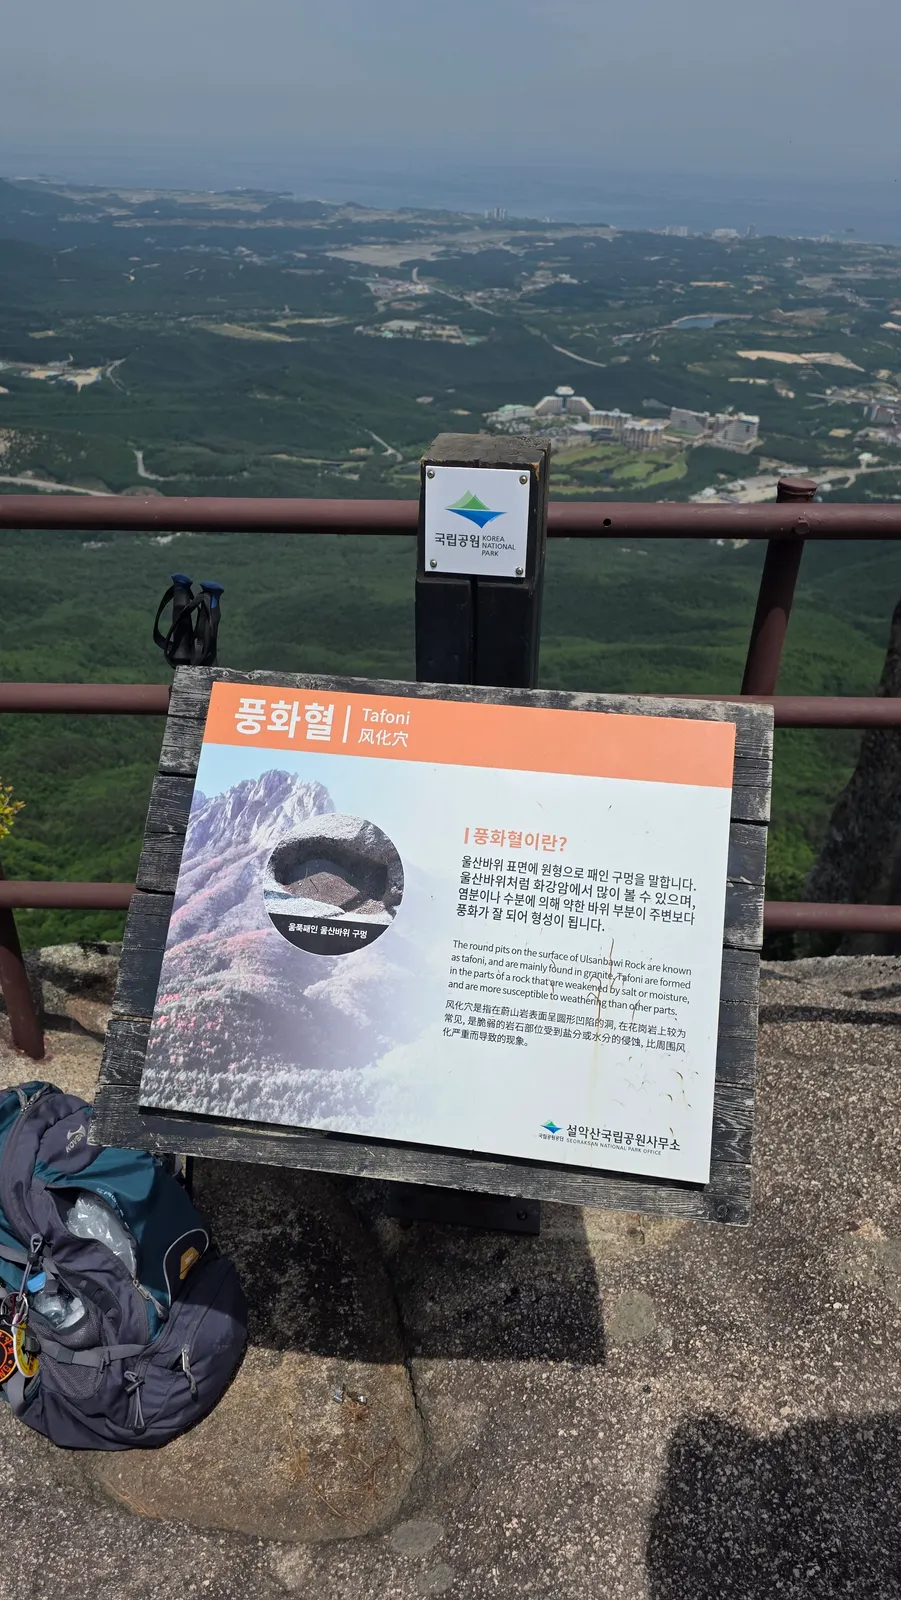 국립공원 KOREA
NATIONAL
PARK
풍화혈 | Tafoni
风化穴
풍화혈이란?
울산바위 표면에 원형으로 패인 구멍을 말합니다.
울산바위처럼 화강암에서 많이 볼 수 있으며,
염분이나 수분에 의해 약한 바위 부분이 주변보다
풍화가 잘 되어 형성이 됩니다.
움푹패인 울산바위 구멍
The round pits on the surface of Ulsanbawi Rock are known
as tafoni, and are mainly found in granite. Tafoni are formed
in the parts of a rock that are weakened by salt or moisture,
and are more susceptible to weathering than other parts.
风化穴是指在蔚山岩表面呈圆形凹陷的洞, 在花岗岩上较为
常见, 是脆弱的岩石部位受到盐分或水分的侵蚀, 比周围风
化严重而导致的现象。
국립공원공단 설악산국립공원사무소
SEORAKSAN NATIONAL PARK OFFICE